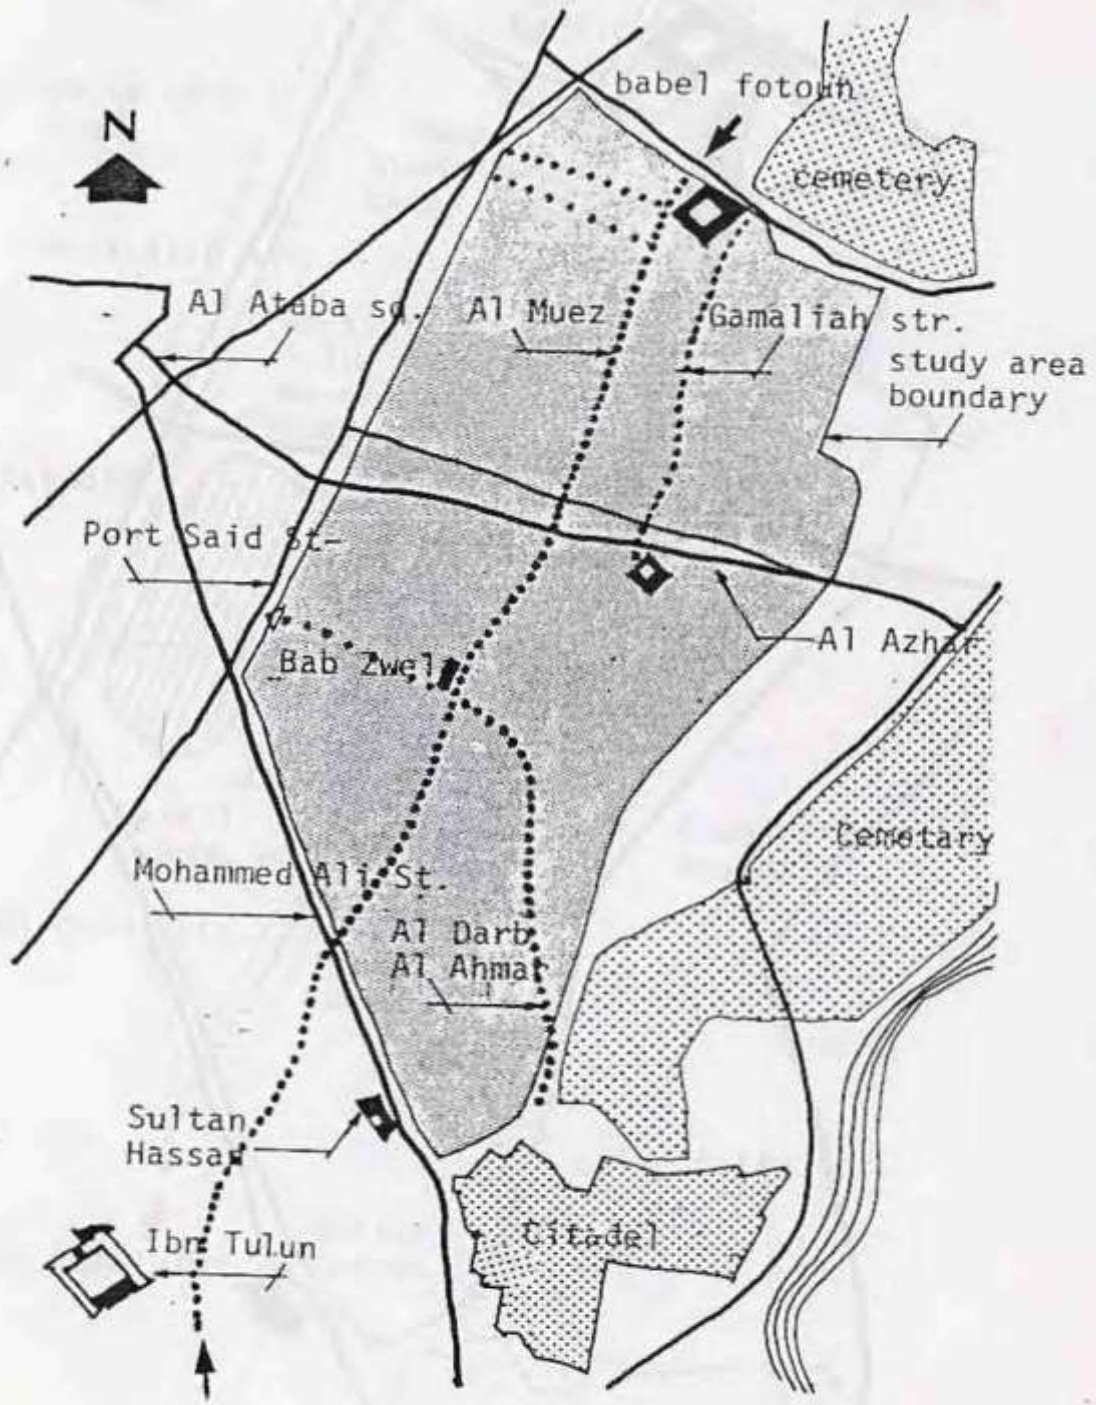 babel fotouh
N
cemetery
Al Ataba sq.
Al Muez
Gamaliah str.
study area
boundary
Port Said St
Al Azhar
Bab Zwela
Cemetary
Mohammed Ali St.
Al Darb
Al Ahmar
Sultan
Hassan
Ibn Tulun
Citadel